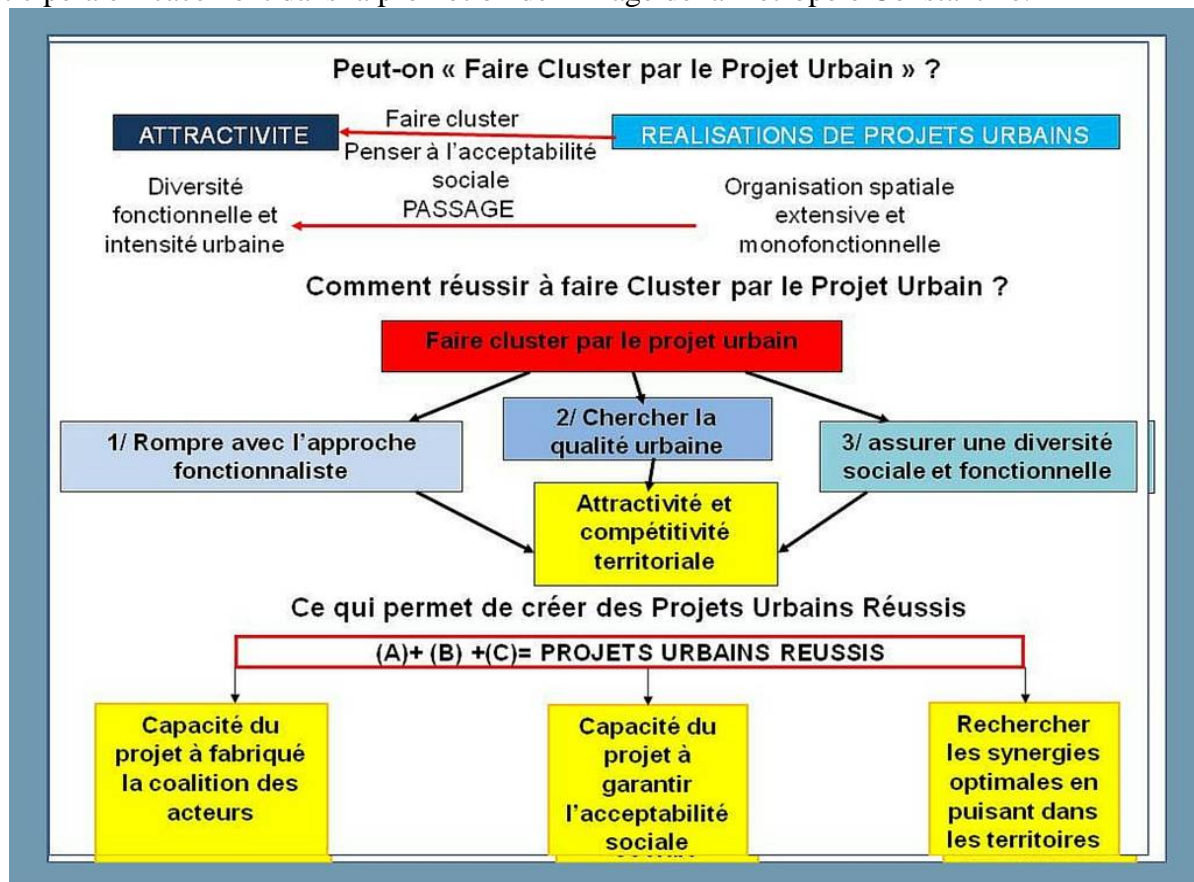 Peut-on « Faire Cluster par le Projet Urbain » ?
ATTRACTIVITE
Faire cluster
REALISATIONS DE PROJETS URBAINS
Penser à l’acceptabilité
sociale
PASSAGE
Diversité
fonctionnelle et
intensité urbaine
Organisation spatiale
extensive et
monofonctionnelle
Comment réussir à faire Cluster par le Projet Urbain ?
Faire cluster par le projet urbain
1/ Rompre avec l’approche
fonctionnaliste
2/ Chercher la
qualité urbaine
3/ assurer une diversité
sociale et fonctionnelle
Attractivité et
compétitivité
territoriale
Ce qui permet de créer des Projets Urbains Réussis
(A)+ (B) +(C)= PROJETS URBAINS REUSSIS
Capacité du
projet à fabriqué
la coalition des
acteurs
Capacité du
projet à
garantir
l’acceptabilité
sociale
Rechercher
les synergies
optimales en
puisant dans
les territoires